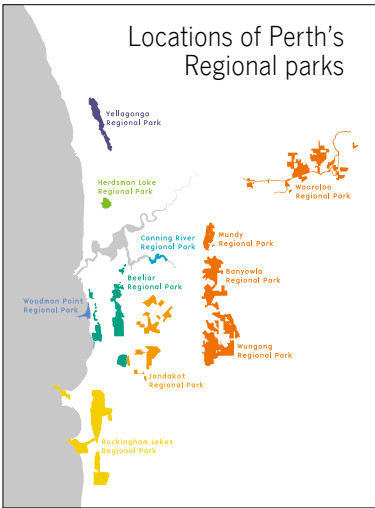 Locations of Perth's
Regional parks
Yellagonga
Regional Park
Herdsman Lake
Regional Park
Wooroloo
Regional Park
Canning River
Regional Park
Mundy
Regional Park
Beeliar
Regional Park
Banyowla
Regional Park
Woodman Point
Regional Park
Wungong
Regional Park
Jandakot
Regional Park
Rockingham Lakes
Regional Park